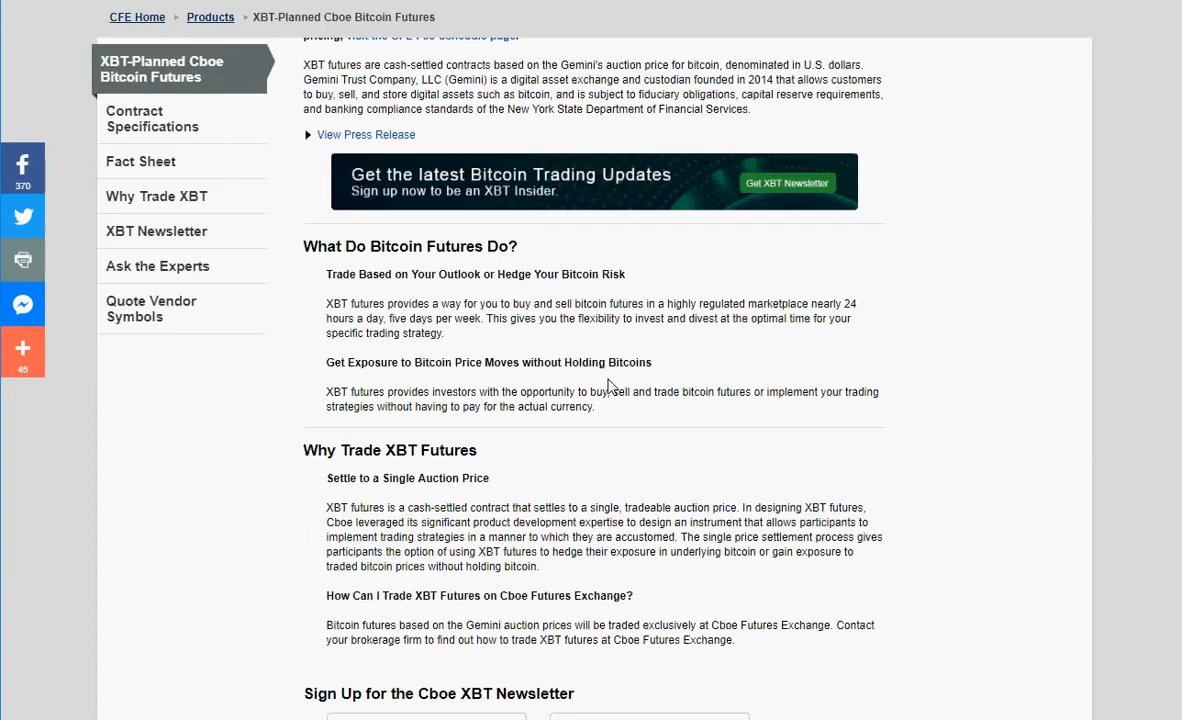 CFE Home Products XBT-Planned Cboe Bitcoin Futures
XBT-Planned Cboe
Bitcoin Futures
Contract
Specifications
Fact Sheet
Why Trade XBT
XBT Newsletter
Ask the Experts
Quote Vendor
Symbols
370
45
pricing, visit the CFE Fee Schedule page.
XBT futures are cash-settled contracts based on the Gemini's auction price for bitcoin, denominated in U.S. dollars.
Gemini Trust Company, LLC (Gemini) is a digital asset exchange and custodian founded in 2014 that allows customers
to buy, sell, and store digital assets such as bitcoin, and is subject to fiduciary obligations, capital reserve requirements,
and banking compliance standards of the New York State Department of Financial Services.
View Press Release
Get the latest Bitcoin Trading Updates
Sign up now to be an XBT Insider.
Get XBT Newsletter
What Do Bitcoin Futures Do?
Trade Based on Your Outlook or Hedge Your Bitcoin Risk
XBT futures provides a way for you to buy and sell bitcoin futures in a highly regulated marketplace nearly 24
hours a day, five days per week. This gives you the flexibility to invest and divest at the optimal time for your
specific trading strategy.
Get Exposure to Bitcoin Price Moves without Holding Bitcoins
XBT futures provides investors with the opportunity to buy, sell and trade bitcoin futures or implement your trading
strategies without having to pay for the actual currency.
Why Trade XBT Futures
Settle to a Single Auction Price
XBT futures is a cash-settled contract that settles to a single, tradeable auction price. In designing XBT futures,
Cboe leveraged its significant product development expertise to design an instrument that allows participants to
implement trading strategies in a manner to which they are accustomed. The single price settlement process gives
participants the option of using XBT futures to hedge their exposure in underlying bitcoin or gain exposure to
traded bitcoin prices without holding bitcoin.
How Can I Trade XBT Futures on Cboe Futures Exchange?
Bitcoin futures based on the Gemini auction prices will be traded exclusively at Cboe Futures Exchange. Contact
your brokerage firm to find out how to trade XBT futures at Cboe Futures Exchange.
Sign Up for the Cboe XBT Newsletter